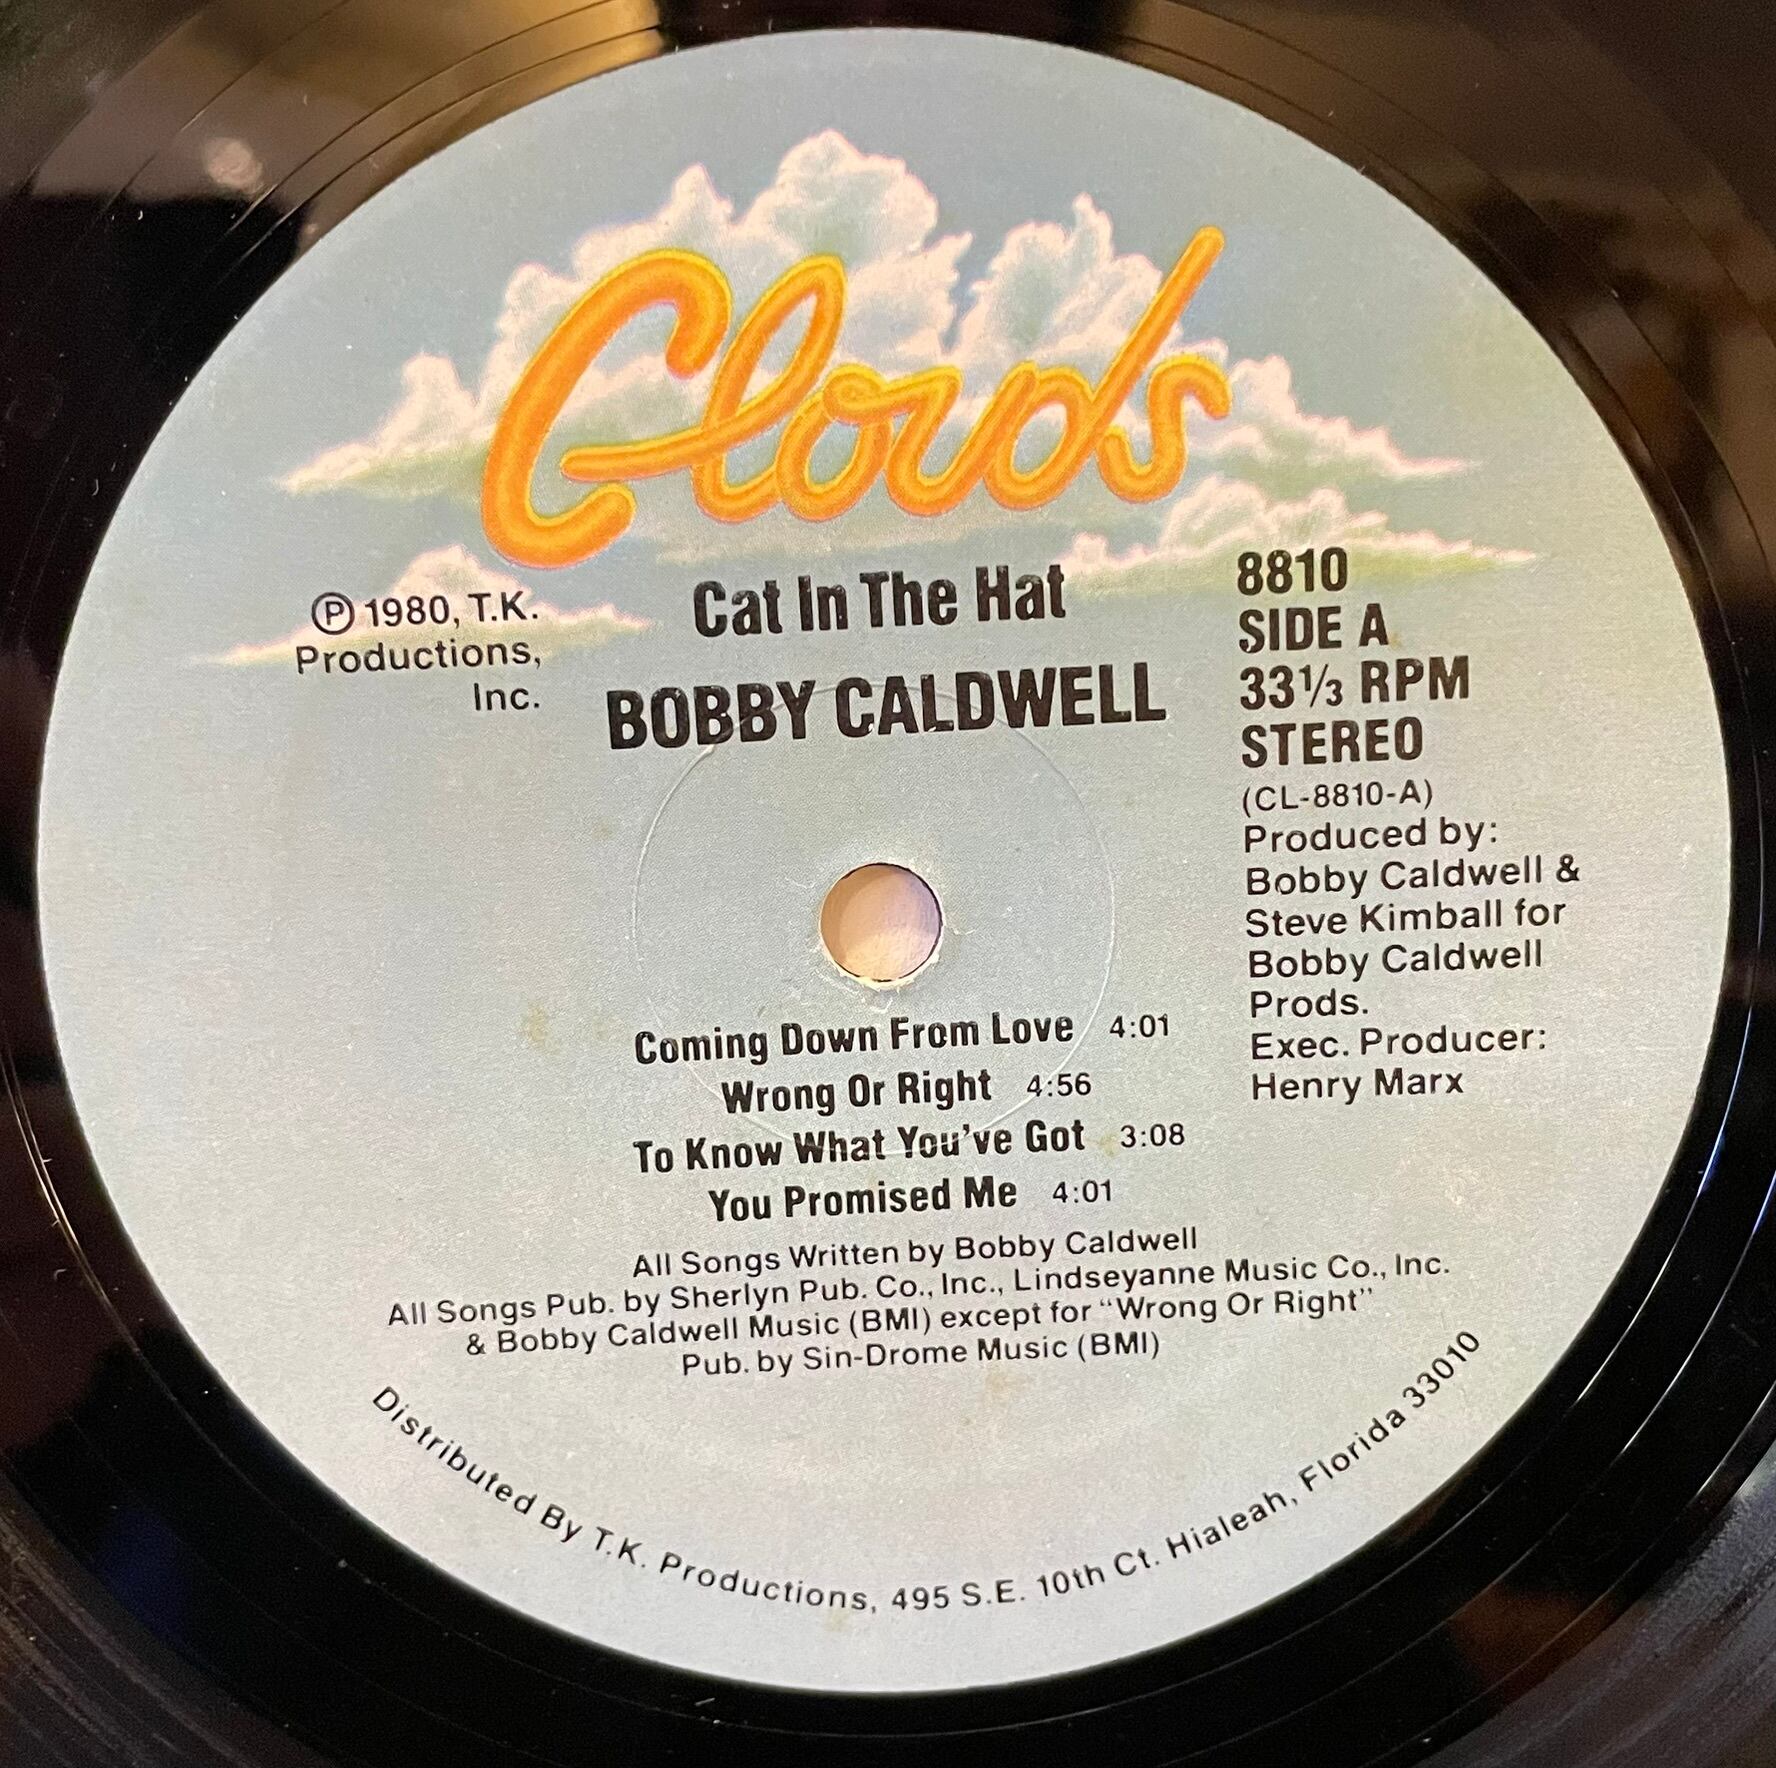 Clouds
Cat In The Hat
BOBBY CALDWELL
Ⓟ 1980, T.K.
Productions,
Inc.
8810
SIDE A
33⅓ RPM
STEREO
(CL-8810-A)
Produced by:
Bobby Caldwell &
Steve Kimball for
Bobby Caldwell
Prods.
Exec. Producer:
Henry Marx
Coming Down From Love 4:01
Wrong Or Right 4:56
To Know What You've Got 3:08
You Promised Me 4:01
All Songs Written by Bobby Caldwell
All Songs Pub. by Sherlyn Pub. Co., Inc., Lindseyanne Music Co., Inc.
& Bobby Caldwell Music (BMI) except for "Wrong Or Right"
Pub. by Sin-Drome Music (BMI)
Distributed By T.K. Productions, 495 S.E. 10th Ct. Hialeah, Florida 33010